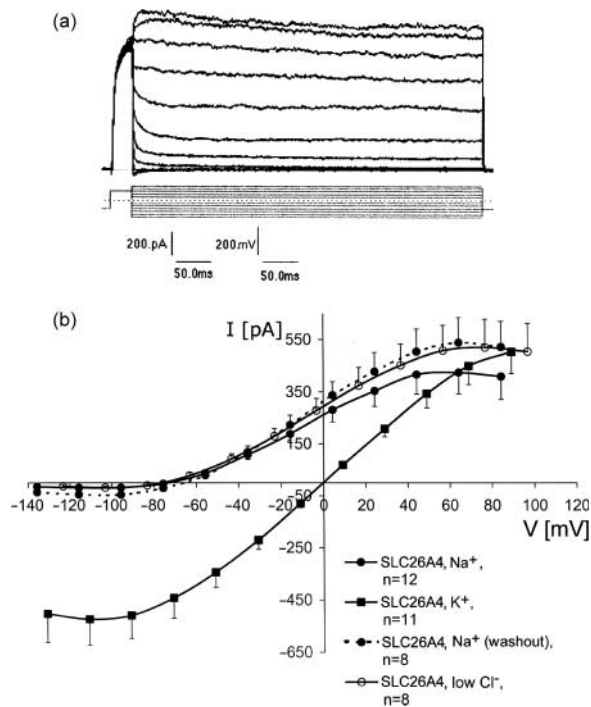 (a)
200.pA
200.mV
50.0ms
50.0ms
(b)
I [pA]
550
350
150
-50
-250
-450
-650
-140 -120 -100 -80 -60 -40 -20 0 20 40 60 80 100 120
V [mV]
SLC26A4, Na+,
n=12
SLC26A4, K+,
n=11
SLC26A4, Na+ (washout),
n=8
SLC26A4, low Cl-,
n=8